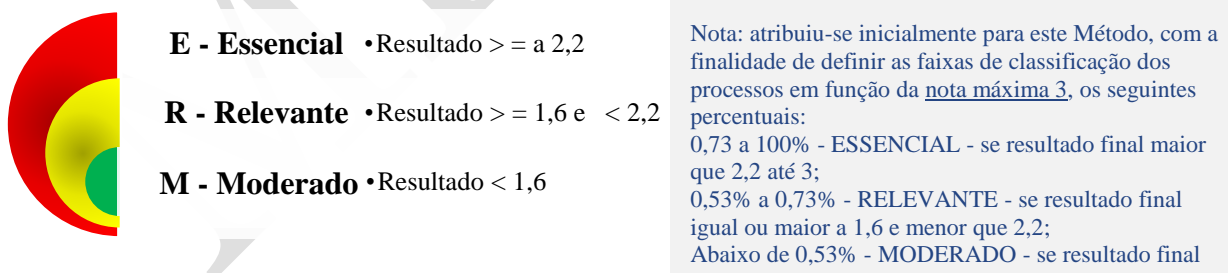 E - Essencial •Resultado > = a 2,2
R - Relevante •Resultado > = 1,6 e < 2,2
M - Moderado •Resultado < 1,6
Nota: atribuiu-se inicialmente para este Método, com a
finalidade de definir as faixas de classificação dos
processos em função da nota máxima 3, os seguintes
percentuais:
0,73 a 100% - ESSENCIAL - se resultado final maior
que 2,2 até 3;
0,53% a 0,73% - RELEVANTE - se resultado final
igual ou maior a 1,6 e menor que 2,2;
Abaixo de 0,53% - MODERADO - se resultado final